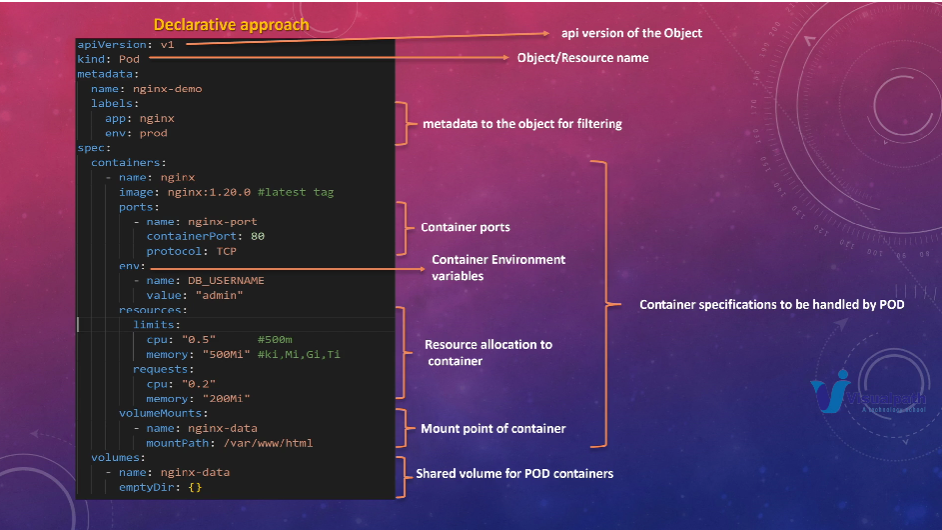 Declarative approach
apiVersion: v1
api version of the Object
kind: Pod
Object/Resource name
metadata:
  name: nginx-demo
  labels:
    app: nginx
    env: prod
metadata to the object for filtering
spec:
  containers:
    - name: nginx
      image: nginx:1.20.0 #latest tag
      ports:
        - name: nginx-port
          containerPort: 80
          protocol: TCP
Container ports
      env:
        - name: DB_USERNAME
          value: "admin"
Container Environment
variables
      resources:
        limits:
          cpu: "0.5"     #500m
          memory: "500Mi" #ki,Mi,Gi,Ti
        requests:
          cpu: "0.2"
          memory: "200Mi"
Resource allocation to
container
      volumeMounts:
        - name: nginx-data
          mountPath: /var/www/html
Mount point of container
Container specifications to be handled by POD
  volumes:
    - name: nginx-data
      emptyDir: {}
Shared volume for POD containers
Visualpath
A technology School